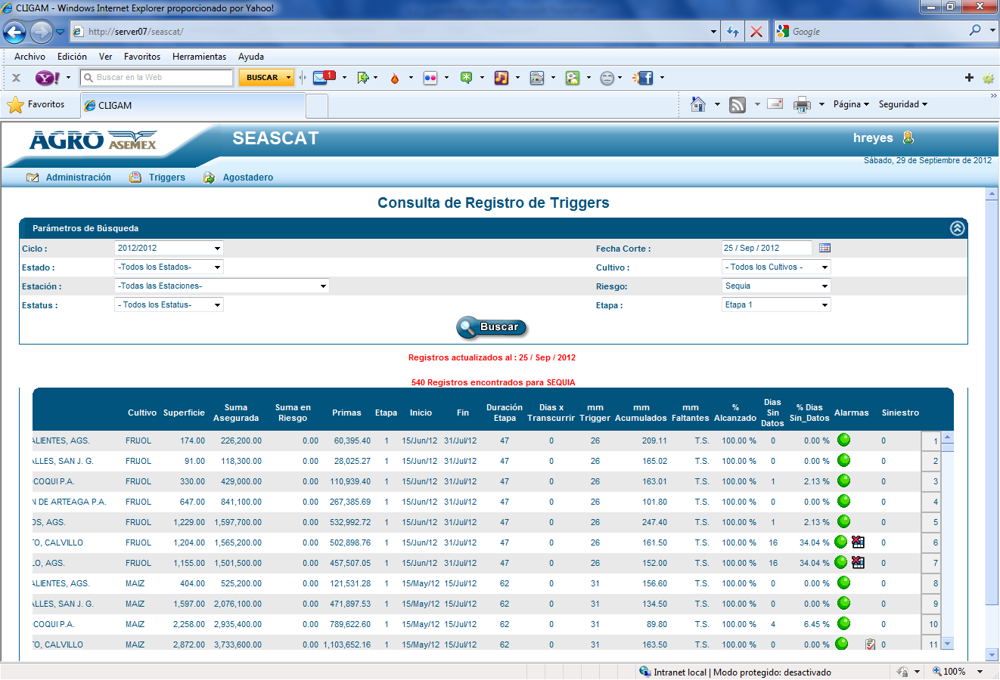 CLIGAM - Windows Internet Explorer proporcionado por Yahoo!
http://server07/seascat/
Google
Archivo Edición Ver Favoritos Herramientas Ayuda
X Y! Buscar en la Web BUSCAR 1
Favoritos CLIGAM Página Seguridad
AGRO ASEMEX SEASCAT hreyes
Sábado, 29 de Septiembre de 2012
Administración Triggers Agostadero
Consulta de Registro de Triggers
Parámetros de Búsqueda
Ciclo : 2012/2012 Fecha Corte : 25 / Sep / 2012
Estado : -Todos los Estados- Cultivo : - Todos los Cultivos -
Estación : -Todas las Estaciones- Riesgo: Sequia
Estatus : - Todos los Estatus- Etapa : Etapa 1
Buscar
Registros actualizados al : 25 / Sep / 2012
540 Registros encontrados para SEQUIA
Cultivo Superficie Suma Asegurada Suma en Riesgo Primas Etapa Inicio Fin Duración Etapa Dias x Transcurrir mm Trigger mm Acumulados mm Faltantes % Alcanzado Dias Sin Datos % Dias Sin_Datos Alarmas Siniestro
ALIENTES, AGS. FRIJOL 174.00 226,200.00 0.00 60,395.40 1 15/Jun/12 31/Jul/12 47 0 26 209.11 T.S. 100.00 % 0 0.00 % 0 1
ALLES, SAN J. G. FRIJOL 91.00 118,300.00 0.00 28,025.27 1 15/Jun/12 31/Jul/12 47 0 26 165.02 T.S. 100.00 % 0 0.00 % 0 2
COQUI P.A. FRIJOL 330.00 429,000.00 0.00 110,939.40 1 15/Jun/12 31/Jul/12 47 0 26 163.01 T.S. 100.00 % 1 2.13 % 0 3
N DE ARTEAGA P.A. FRIJOL 647.00 841,100.00 0.00 267,385.69 1 15/Jun/12 31/Jul/12 47 0 26 101.80 T.S. 100.00 % 0 0.00 % 0 4
OS, AGS. FRIJOL 1,229.00 1,597,700.00 0.00 532,992.72 1 15/Jun/12 31/Jul/12 47 0 26 247.40 T.S. 100.00 % 1 2.13 % 0 5
TO, CALVILLO FRIJOL 1,204.00 1,565,200.00 0.00 502,898.76 1 15/Jun/12 31/Jul/12 47 0 26 161.50 T.S. 100.00 % 16 34.04 % 0 6
LO, AGS. FRIJOL 1,155.00 1,501,500.00 0.00 457,507.05 1 15/Jun/12 31/Jul/12 47 0 26 152.00 T.S. 100.00 % 16 34.04 % 0 7
ALIENTES, AGS. MAIZ 404.00 525,200.00 0.00 121,531.28 1 15/May/12 15/Jul/12 62 0 31 156.60 T.S. 100.00 % 0 0.00 % 0 8
ALLES, SAN J. G. MAIZ 1,597.00 2,076,100.00 0.00 471,897.53 1 15/May/12 15/Jul/12 62 0 31 134.50 T.S. 100.00 % 0 0.00 % 0 9
COQUI P.A. MAIZ 2,258.00 2,935,400.00 0.00 789,622.60 1 15/May/12 15/Jul/12 62 0 31 89.80 T.S. 100.00 % 4 6.45 % 0 10
TO, CALVILLO MAIZ 2,872.00 3,733,600.00 0.00 1,103,652.16 1 15/May/12 15/Jul/12 62 0 31 163.50 T.S. 100.00 % 0 0.00 % 0 11
Intranet local | Modo protegido: desactivado 100%